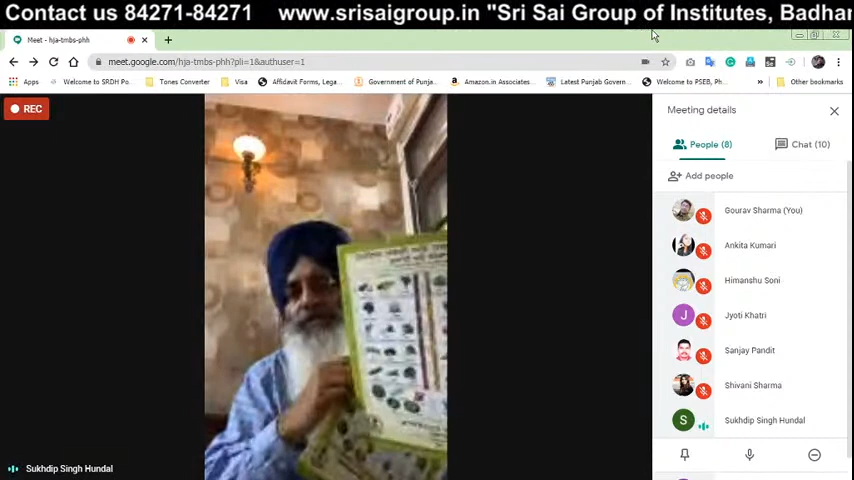 Contact us 84271-84271 www.srisaigroup.in "Sri Sai Group of Institutes, Badhar
Meet - hja-tmbs-phh
meet.google.com/hja-tmbs-phh?pli=1&authuser=1
Apps Welcome to SRDH Po... Tones Converter Visa Affidavit Forms, Lega... Government of Punja... Amazon.in Associates... Latest Punjab Govern... Welcome to PSEB, Ph... Other bookmarks
REC
Meeting details
People (8) Chat (10)
Add people
Gourav Sharma (You)
Ankita Kumari
Himanshu Soni
J Jyoti Khatri
Sanjay Pandit
Shivani Sharma
S Sukhdip Singh Hundal
Sukhdip Singh Hundal